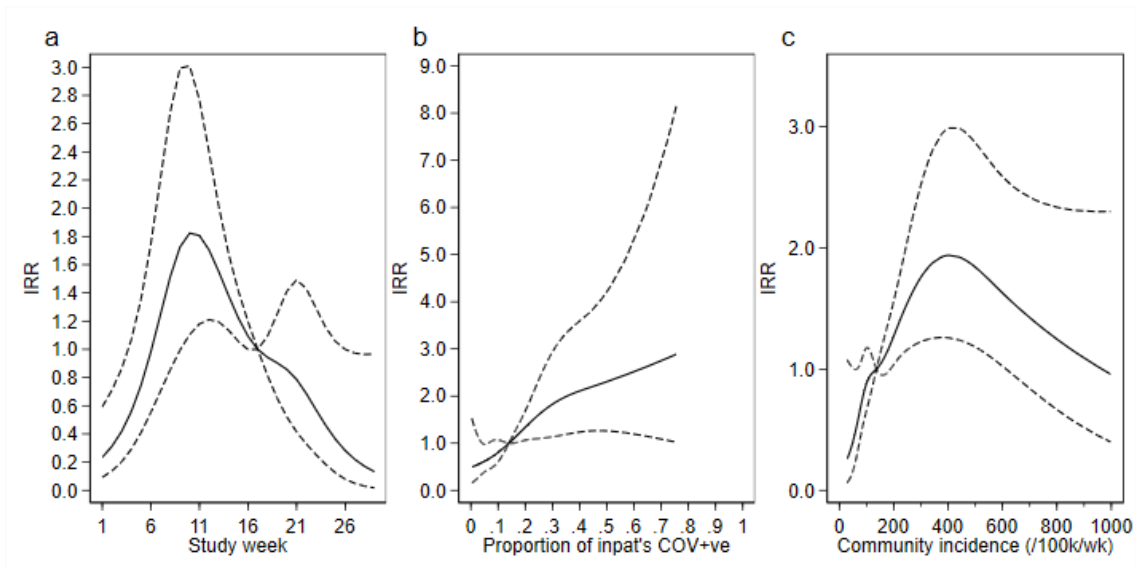 a
3.0
2.8
2.6
2.4
2.2
2.0
1.8
1.6
1.4
1.2
1.0
0.8
0.6
0.4
0.2
0.0
IRR
1 6 11 16 21 26
Study week
b
9.0
8.0
7.0
6.0
5.0
4.0
3.0
2.0
1.0
0.0
IRR
0 .1 .2 .3 .4 .5 .6 .7 .8 .9 1
Proportion of inpat's COV+ve
c
3.0
2.0
1.0
0.0
IRR
0 200 400 600 800 1000
Community incidence (/100k/wk)